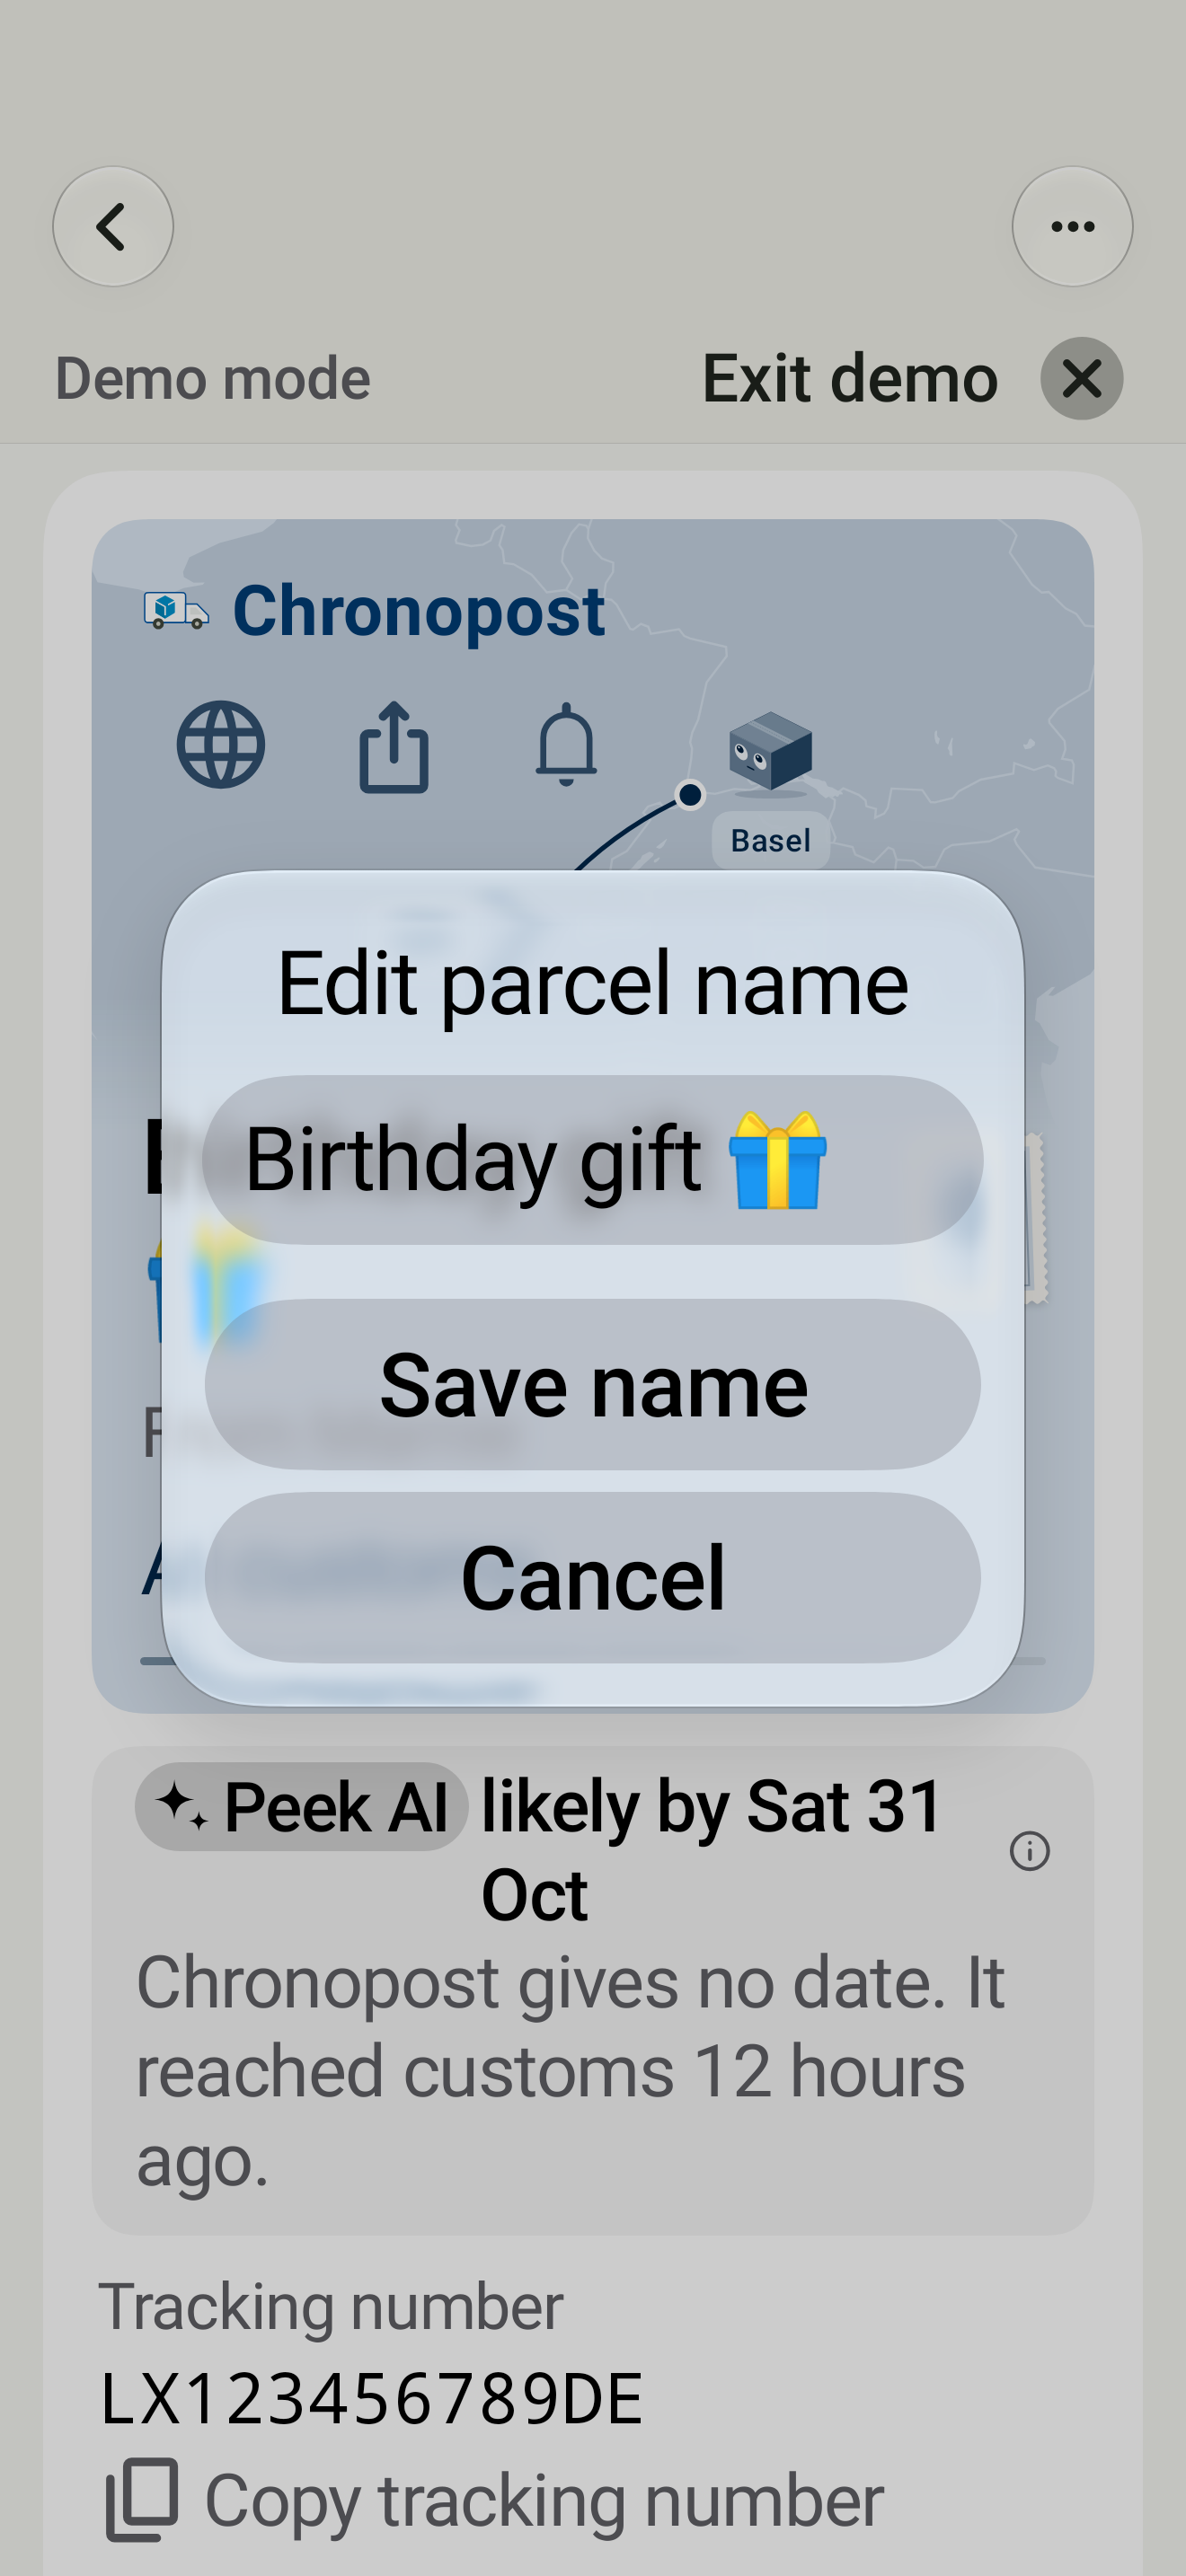 Demo mode
Exit demo
Chronopost
Basel
Edit parcel name
Birthday gift 🎁
Save name
Cancel
Peek AI likely by Sat 31
Oct
Chronopost gives no date. It
reached customs 12 hours
ago.
Tracking number
LX123456789DE
Copy tracking number